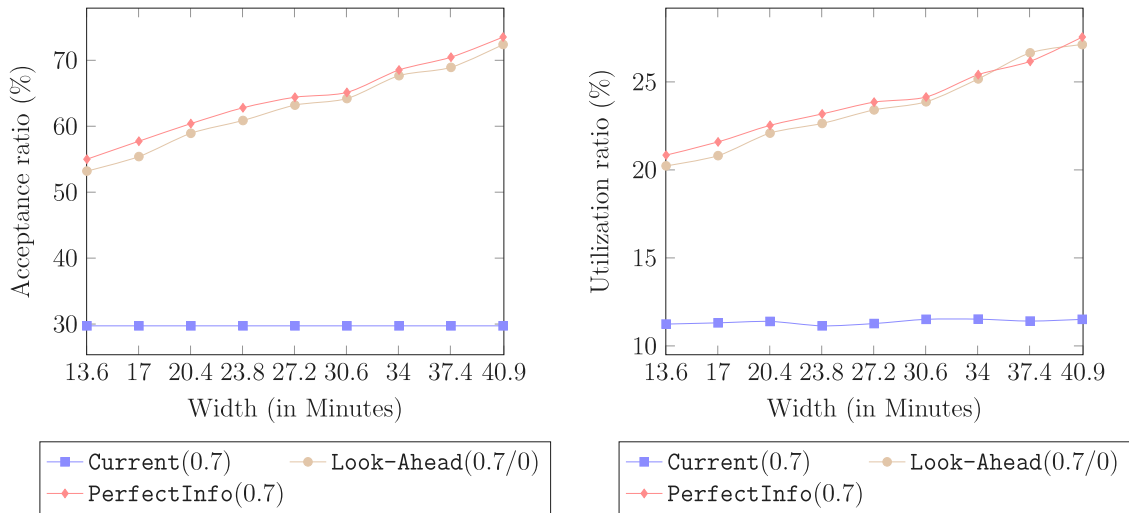 Acceptance ratio (%)
70
60
50
40
30
13.6 17 20.4 23.8 27.2 30.6 34 37.4 40.9
Width (in Minutes)
Current(0.7) Look-Ahead(0.7/0)
PerfectInfo(0.7)
Utilization ratio (%)
25
20
15
10
13.6 17 20.4 23.8 27.2 30.6 34 37.4 40.9
Width (in Minutes)
Current(0.7) Look-Ahead(0.7/0)
PerfectInfo(0.7)